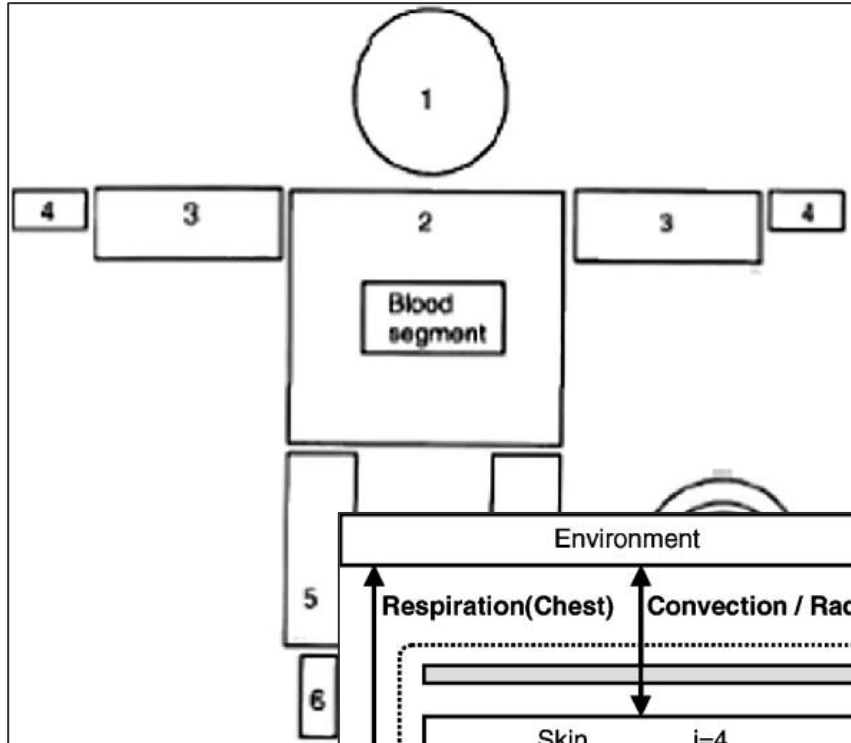 1
4 3 2 3 4
Blood
segment
5
6
Environment
Respiration(Chest) Convection / Rad
Skin i=4